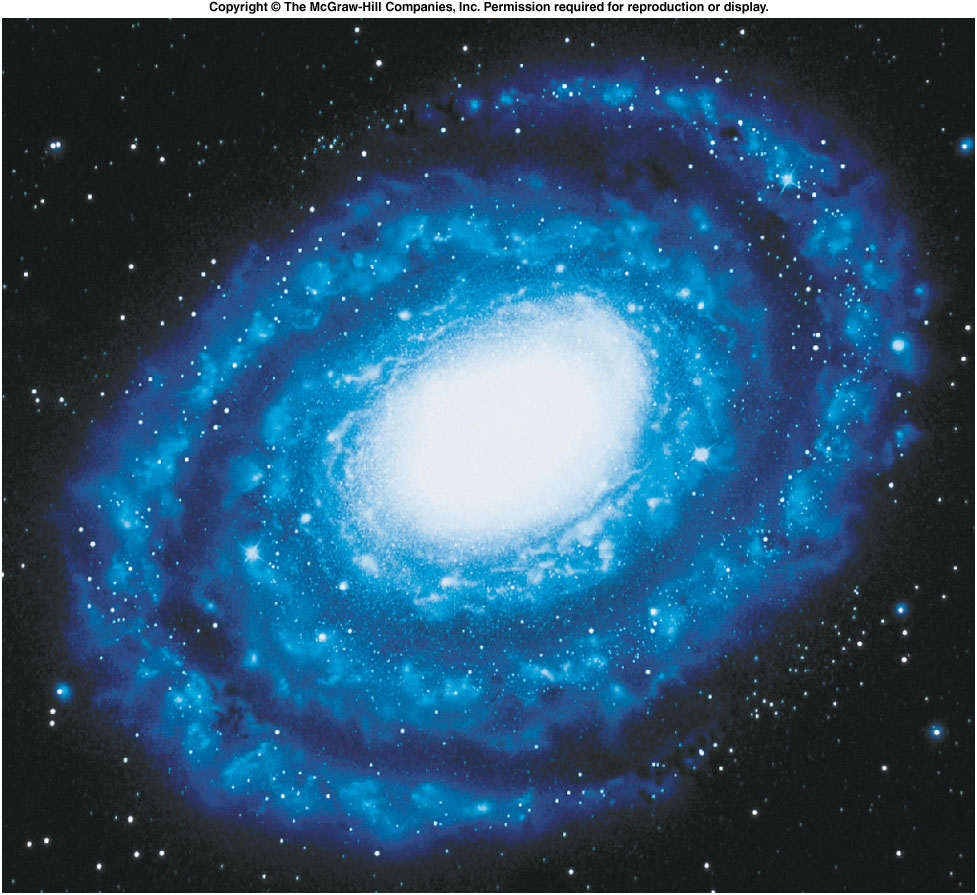 Copyright © The McGraw-Hill Companies, Inc. Permission required for reproduction or display.